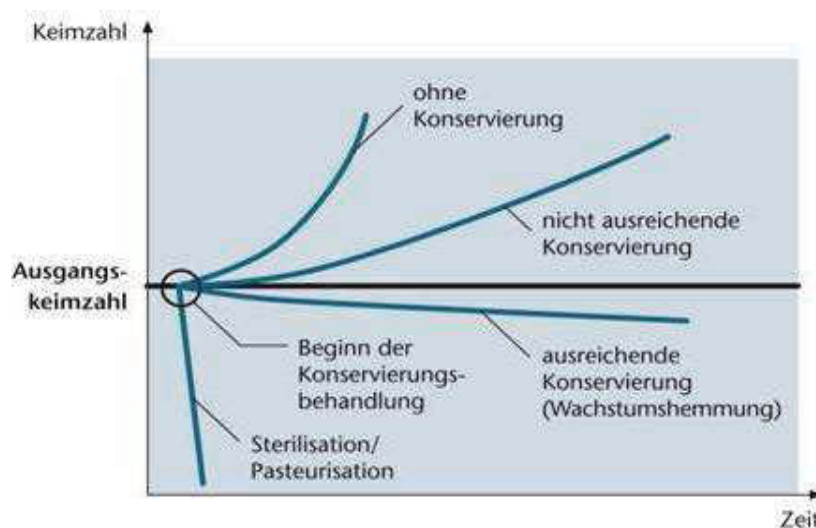 Keimzahl
ohne
Konservierung
nicht ausreichende
Konservierung
Ausgangs-
keimzahl
Beginn der
Konservierungs-
behandlung
ausreichende
Konservierung
(Wachstumshemmung)
Sterilisation/
Pasteurisation
Zeit